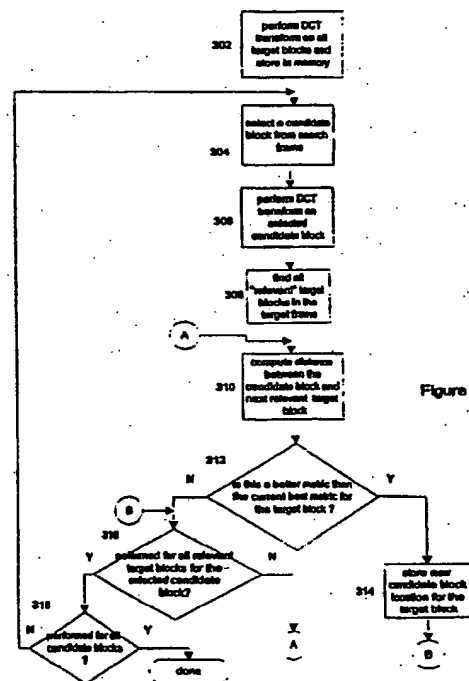 perform DCT
transform on all
target blocks and
store in memory
302
select a candidate
block from search
frame
304
perform DCT
transform on
selected
candidate block
306
find all
"relevant" target
blocks in the
target frame
308
A
compute distance
between the
candidate block and
next relevant target
block
310
Figure
312
N
is this a better metric than
the current best metric for
the target block ?
Y
B
316
Y
performed for all relevant
target blocks for the
selected candidate
block?
N
store new
candidate block
location for the
target block
314
318
N
performed for all
candidate blocks
?
Y
done
A
B